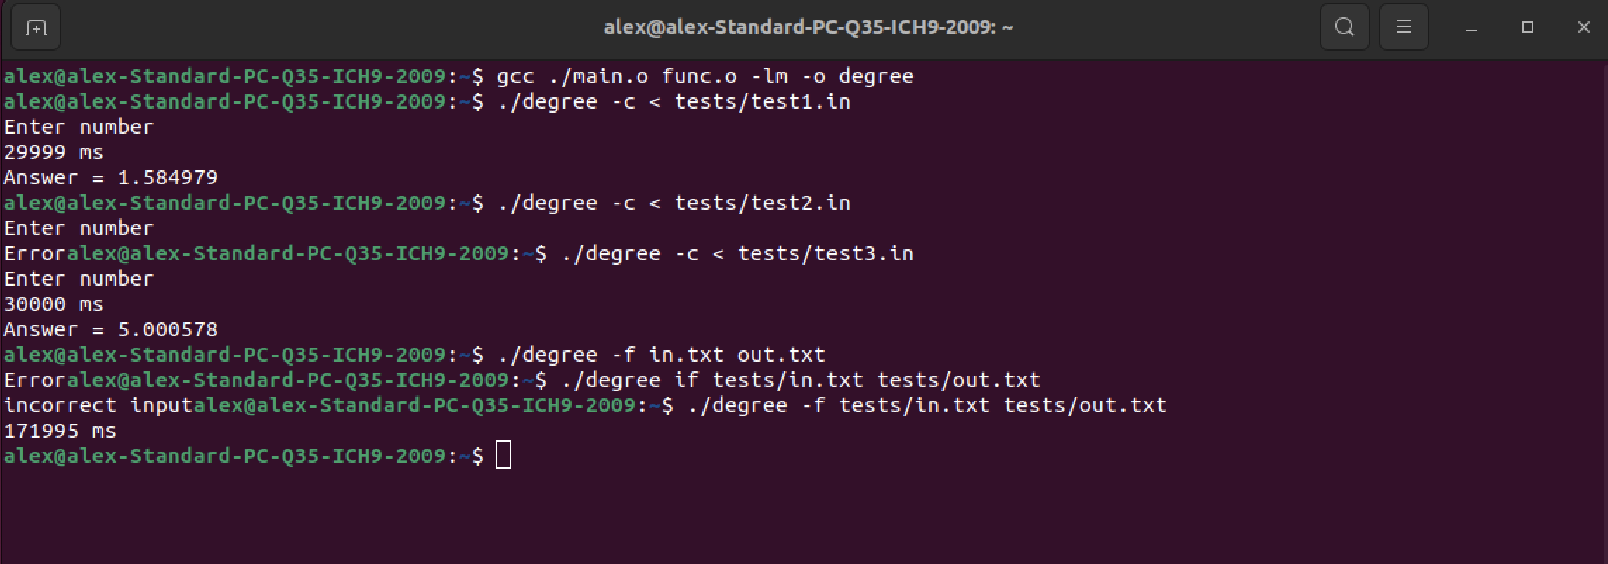 alex@alex-Standard-PC-Q35-ICH9-2009: ~
alex@alex-Standard-PC-Q35-ICH9-2009:~$ gcc ./main.o func.o -lm -o degree
alex@alex-Standard-PC-Q35-ICH9-2009:~$ ./degree -c < tests/test1.in
Enter number
29999 ms
Answer = 1.584979
alex@alex-Standard-PC-Q35-ICH9-2009:~$ ./degree -c < tests/test2.in
Enter number
Erroralex@alex-Standard-PC-Q35-ICH9-2009:~$ ./degree -c < tests/test3.in
Enter number
30000 ms
Answer = 5.000578
alex@alex-Standard-PC-Q35-ICH9-2009:~$ ./degree -f in.txt out.txt
Erroralex@alex-Standard-PC-Q35-ICH9-2009:~$ ./degree if tests/in.txt tests/out.txt
incorrect inputalex@alex-Standard-PC-Q35-ICH9-2009:~$ ./degree -f tests/in.txt tests/out.txt
171995 ms
alex@alex-Standard-PC-Q35-ICH9-2009:~$